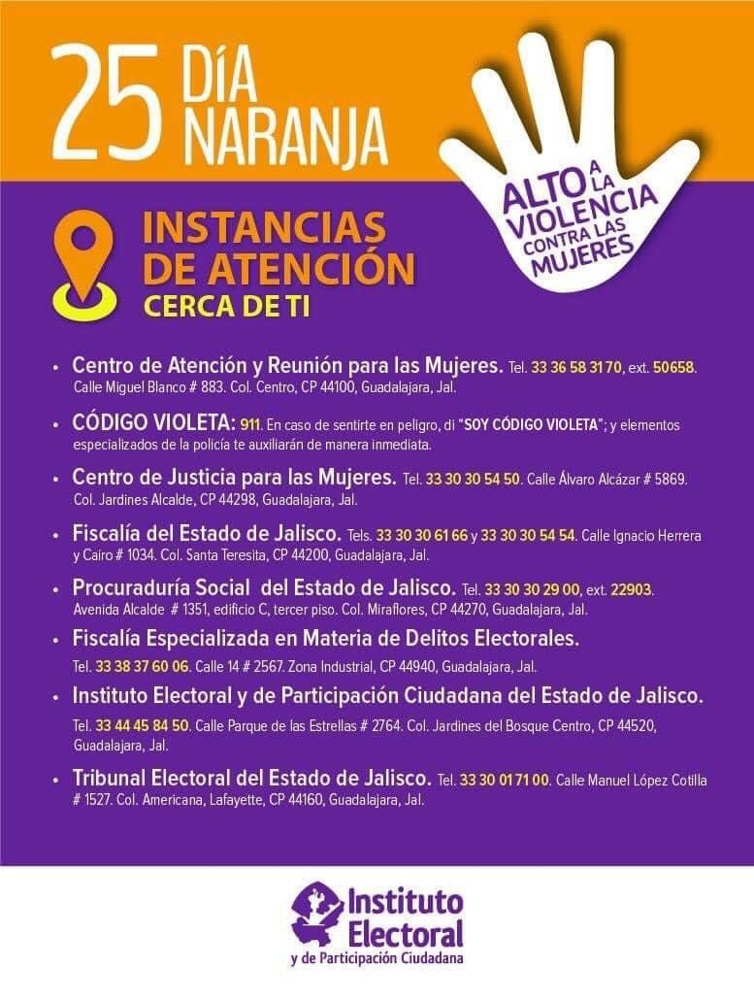 25 DÍA
NARANJA
ALTO A
LA
VIOLENCIA
CONTRA LAS
MUJERES
INSTANCIAS
DE ATENCIÓN
CERCA DE TI
• Centro de Atención y Reunión para las Mujeres. Tel. 33 36 58 31 70, ext. 50658.
Calle Miguel Blanco # 883. Col. Centro, CP 44100, Guadalajara, Jal.
• CÓDIGO VIOLETA: 911. En caso de sentirte en peligro, di “SOY CÓDIGO VIOLETA”; y elementos
especializados de la policía te auxiliarán de manera inmediata.
• Centro de Justicia para las Mujeres. Tel. 33 30 30 54 50. Calle Álvaro Alcázar # 5869.
Col. Jardines Alcalde, CP 44298, Guadalajara, Jal.
• Fiscalía del Estado de Jalisco. Tels. 33 30 30 61 66 y 33 30 30 54 54. Calle Ignacio Herrera
y Cairo # 1034. Col. Santa Teresita, CP 44200, Guadalajara, Jal.
• Procuraduría Social del Estado de Jalisco. Tel. 33 30 30 29 00, ext. 22903.
Avenida Alcalde # 1351, edificio C, tercer piso. Col. Miraflores, CP 44270, Guadalajara, Jal.
• Fiscalía Especializada en Materia de Delitos Electorales.
Tel. 33 38 37 60 06. Calle 14 # 2567. Zona Industrial, CP 44940, Guadalajara, Jal.
• Instituto Electoral y de Participación Ciudadana del Estado de Jalisco.
Tel. 33 44 45 84 50. Calle Parque de las Estrellas # 2764. Col. Jardines del Bosque Centro, CP 44520,
Guadalajara, Jal.
• Tribunal Electoral del Estado de Jalisco. Tel. 33 30 01 71 00. Calle Manuel López Cotilla
# 1527. Col. Americana, Lafayette, CP 44160, Guadalajara, Jal.
Instituto
Electoral
y de Participación Ciudadana